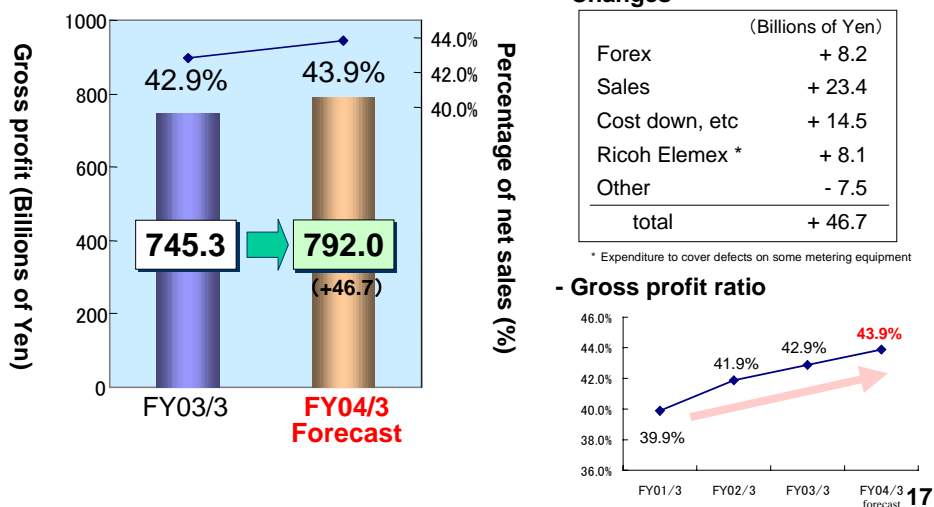 Gross profit (Billions of Yen)
1000
800
600
400
200
0
42.9%
43.9%
745.3
792.0
(+46.7)
FY03/3
FY04/3
Forecast
44.0%
42.0%
40.0%
Percentage of net sales (%)
Changes
(Billions of Yen)
Forex + 8.2
Sales + 23.4
Cost down, etc + 14.5
Ricoh Elemex * + 8.1
Other - 7.5
total + 46.7
* Expenditure to cover defects on some metering equipment
- Gross profit ratio
46.0%
44.0%
42.0%
40.0%
38.0%
36.0%
39.9%
41.9%
42.9%
43.9%
FY01/3
FY02/3
FY03/3
FY04/3
forecast
17